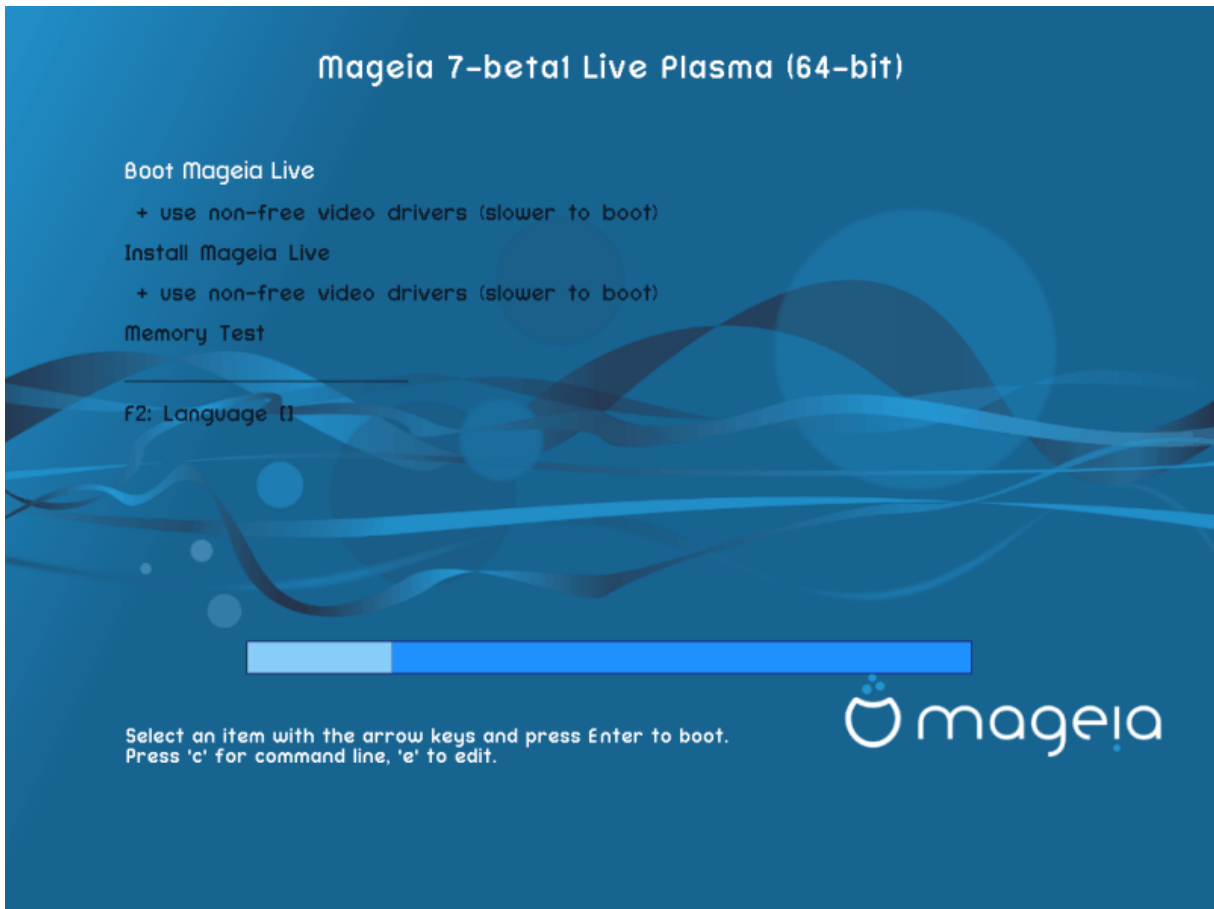 Mageia 7-beta1 Live Plasma (64-bit)
Boot Mageia Live
+ use non-free video drivers (slower to boot)
Install Mageia Live
+ use non-free video drivers (slower to boot)
Memory Test
F2: Language []
Select an item with the arrow keys and press Enter to boot.
Press 'c' for command line, 'e' to edit.
mageia